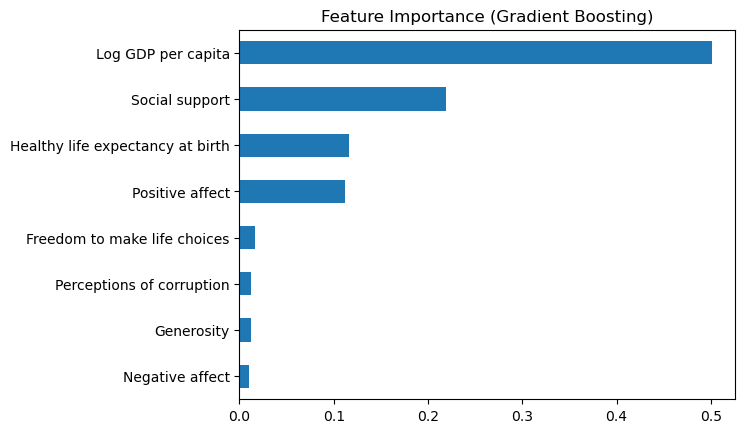 Feature Importance (Gradient Boosting)
Log GDP per capita
Social support
Healthy life expectancy at birth
Positive affect
Freedom to make life choices
Perceptions of corruption
Generosity
Negative affect
0.0 0.1 0.2 0.3 0.4 0.5